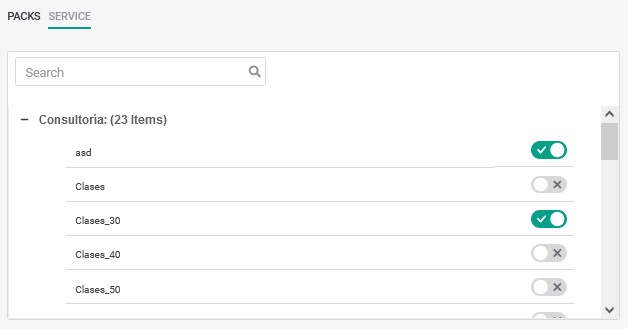 PACKS SERVICE
Search
Consultoria: (23 Items)
asd
Clases
Clases_30
Clases_40
Clases_50